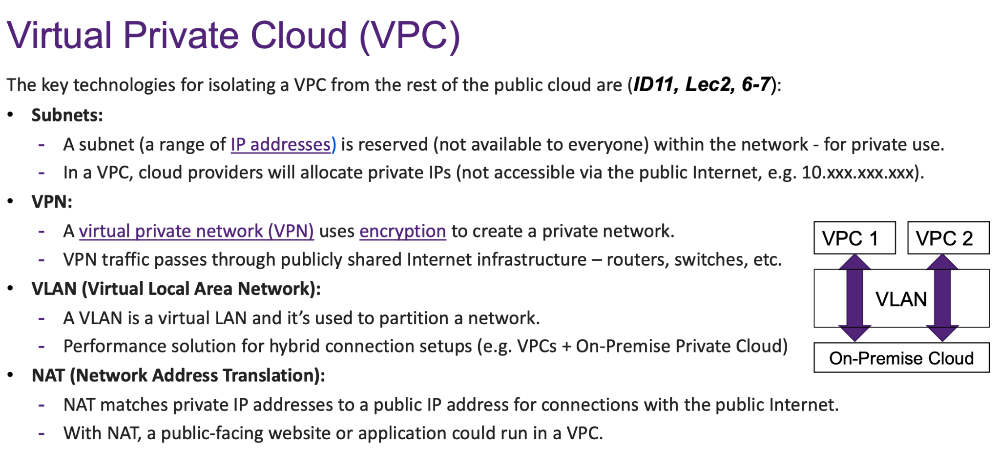 Virtual Private Cloud (VPC)
The key technologies for isolating a VPC from the rest of the public cloud are (ID11, Lec2, 6-7):
• Subnets:
- A subnet (a range of IP addresses) is reserved (not available to everyone) within the network - for private use.
- In a VPC, cloud providers will allocate private IPs (not accessible via the public Internet, e.g. 10.xxx.xxx.xxx).
• VPN:
- A virtual private network (VPN) uses encryption to create a private network.
- VPN traffic passes through publicly shared Internet infrastructure – routers, switches, etc.
• VLAN (Virtual Local Area Network):
- A VLAN is a virtual LAN and it’s used to partition a network.
- Performance solution for hybrid connection setups (e.g. VPCs + On-Premise Private Cloud)
• NAT (Network Address Translation):
- NAT matches private IP addresses to a public IP address for connections with the public Internet.
- With NAT, a public-facing website or application could run in a VPC.
VPC 1
VPC 2
VLAN
On-Premise Cloud